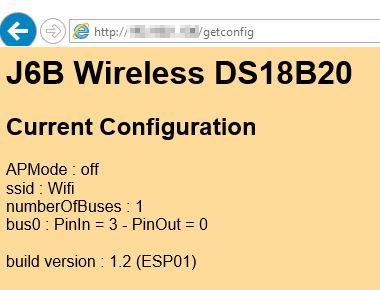 http:// /getconfig
J6B Wireless DS18B20
Current Configuration
APMode : off
ssid : Wifi
numberOfBuses : 1
bus0 : PinIn = 3 - PinOut = 0
build version : 1.2 (ESP01)